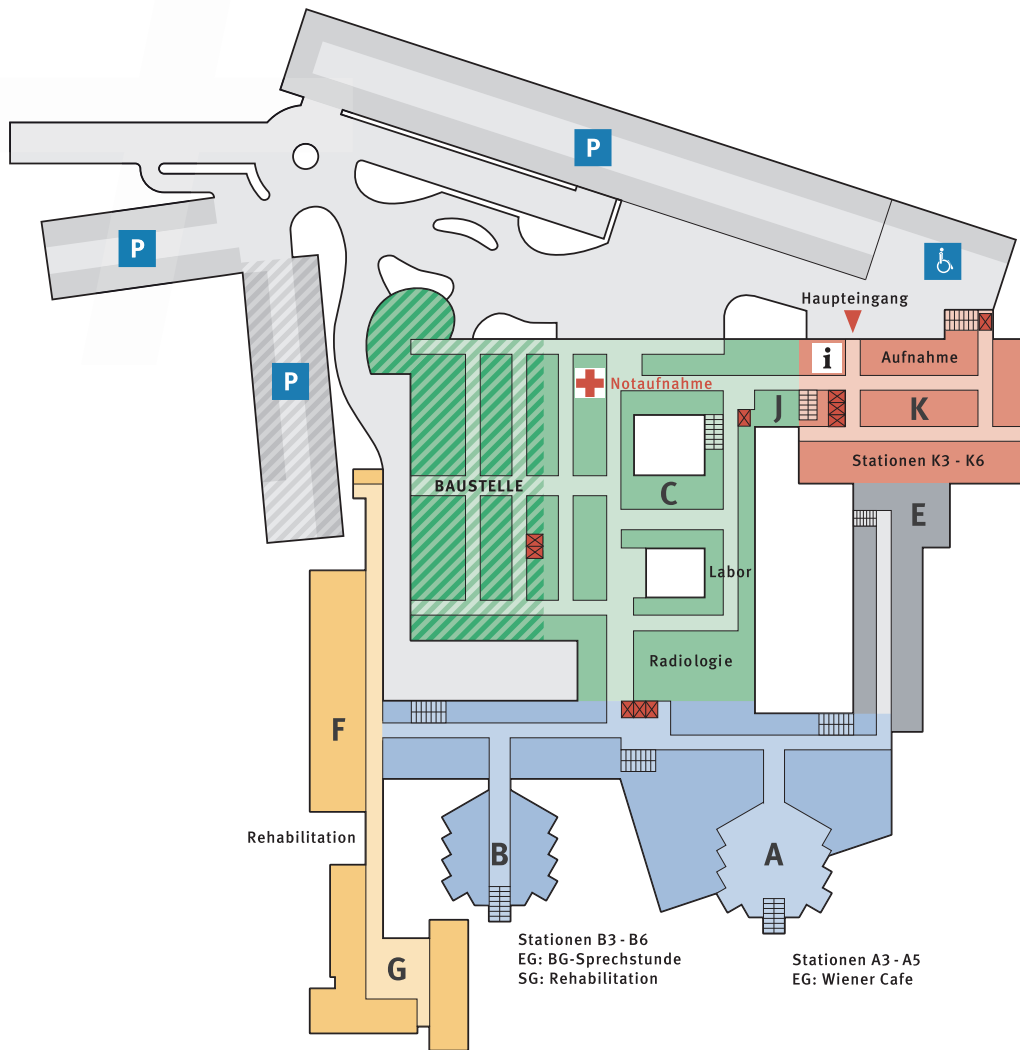 P
P
P
Haupteingang
i
Aufnahme
Notaufnahme
J
K
Stationen K3 - K6
BAUSTELLE
C
E
Labor
Radiologie
F
Rehabilitation
B
A
Stationen B3 - B6
EG: BG-Sprechstunde
SG: Rehabilitation
Stationen A3 - A5
EG: Wiener Cafe
G